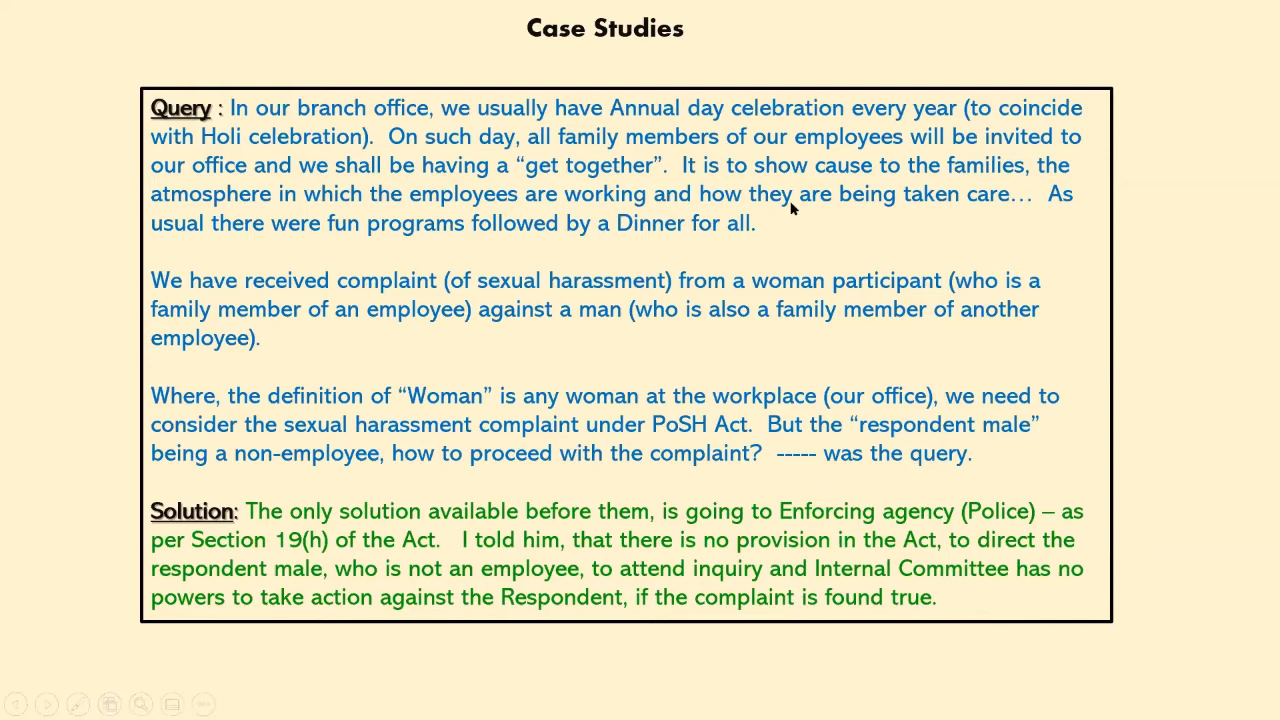 Case Studies
Query : In our branch office, we usually have Annual day celebration every year (to coincide
with Holi celebration). On such day, all family members of our employees will be invited to
our office and we shall be having a “get together”. It is to show cause to the families, the
atmosphere in which the employees are working and how they are being taken care… As
usual there were fun programs followed by a Dinner for all.
We have received complaint (of sexual harassment) from a woman participant (who is a
family member of an employee) against a man (who is also a family member of another
employee).
Where, the definition of “Woman” is any woman at the workplace (our office), we need to
consider the sexual harassment complaint under PoSH Act. But the “respondent male”
being a non-employee, how to proceed with the complaint? ----- was the query.
Solution: The only solution available before them, is going to Enforcing agency (Police) – as
per Section 19(h) of the Act. I told him, that there is no provision in the Act, to direct the
respondent male, who is not an employee, to attend inquiry and Internal Committee has no
powers to take action against the Respondent, if the complaint is found true.